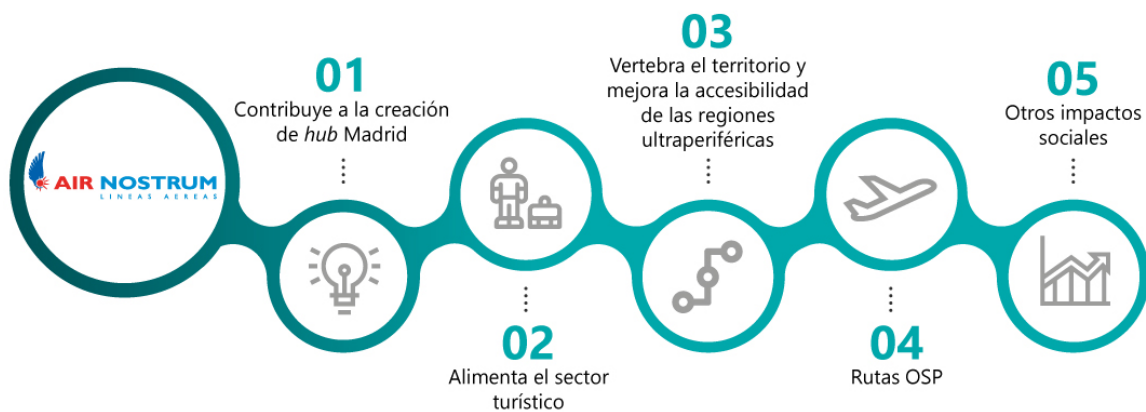 AIR NOSTRUM
LINEAS AEREAS
01
Contribuye a la creación
de hub Madrid
02
Alimenta el sector
turístico
03
Vertebra el territorio y
mejora la accesibilidad
de las regiones
ultraperiféricas
04
Rutas OSP
05
Otros impactos
sociales